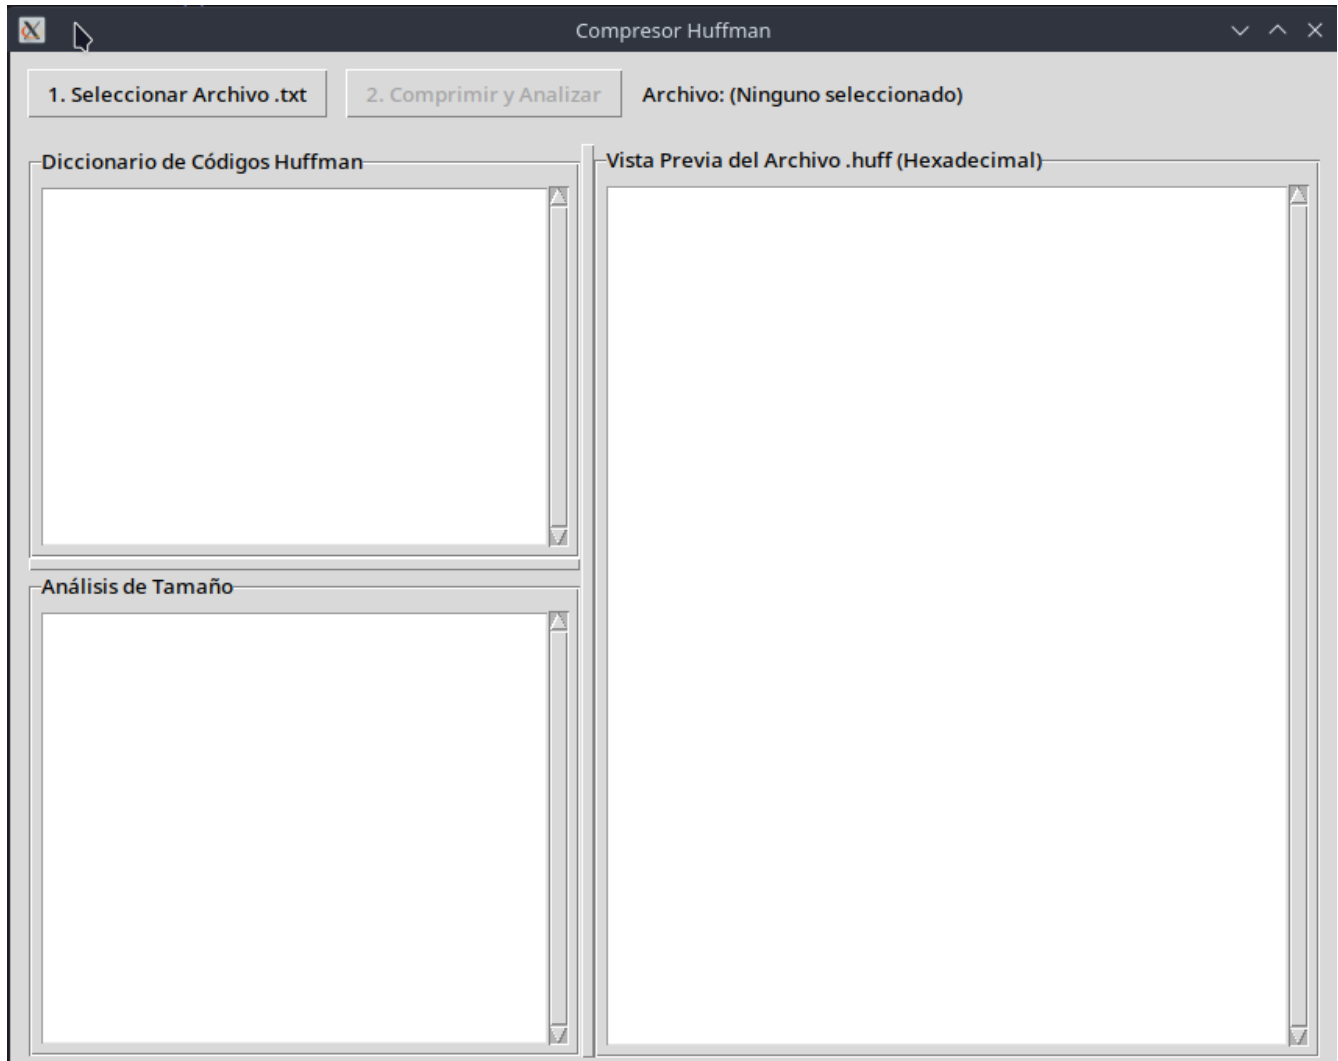 Compresor Huffman
1. Seleccionar Archivo .txt
2. Comprimir y Analizar
Archivo: (Ninguno seleccionado)
Diccionario de Códigos Huffman
Vista Previa del Archivo .huff (Hexadecimal)
Análisis de Tamaño